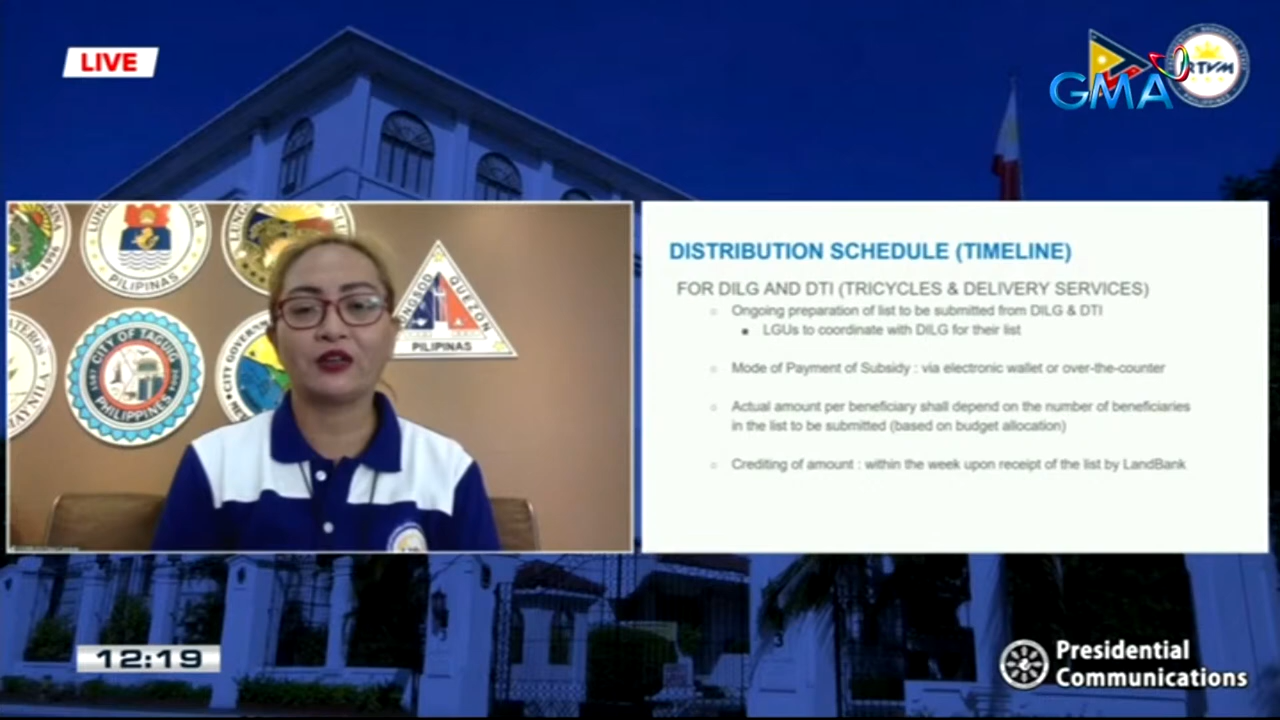 LIVE
GMA
RTVM
DISTRIBUTION SCHEDULE (TIMELINE)
FOR DILG AND DTI (TRICYCLES & DELIVERY SERVICES)
Ongoing preparation of list to be submitted from DILG & DTI
LGUs to coordinate with DILG for their list
Mode of Payment of Subsidy : via electronic wallet or over-the-counter
Actual amount per beneficiary shall depend on the number of beneficiaries
in the list to be submitted (based on budget allocation)
Crediting of amount : within the week upon receipt of the list by LandBank
PILIPINAS
QUEZON
PILIPINAS
CITY OF TAGUIG
PHILIPPINES
CITY GOVERN
12:19
Presidential
Communications